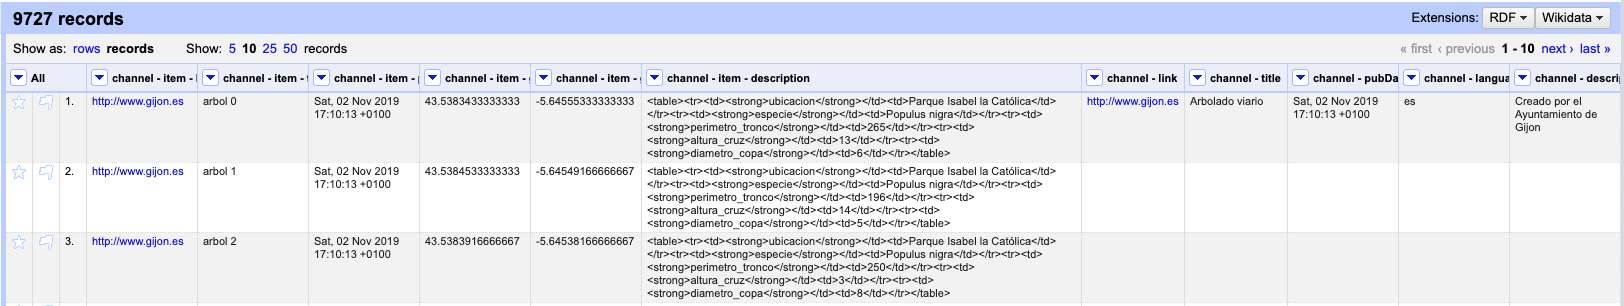 9727 records
Extensions: RDF Wikidata
Show as: rows records Show: 5 10 25 50 records
« first ‹ previous 1 - 10 next › last »
All channel - item - channel - item - channel - item - channel - item - channel - item - channel - item - description channel - link channel - title channel - pubDa channel - langua channel - descri
1. http://www.gijon.es arbol 0 Sat, 02 Nov 2019 43.5383433333333 -5.64555333333333 <table><tr><td><strong>ubicacion</strong></td><td>Parque Isabel la Católica</td> http://www.gijon.es Arbolado viario Sat, 02 Nov 2019 es Creado por el
17:10:13 +0100 </tr><tr><td><strong>especie</strong></td><td>Populus nigra</td></tr><tr><td> 17:10:13 +0100 Ayuntamiento de
<strong>perimetro_tronco</strong></td><td>265</td></tr><tr><td> Gijon
<strong>altura_cruz</strong></td><td>13</td></tr><tr><td>
<strong>diametro_copa</strong></td><td>6</td></tr></table>
2. http://www.gijon.es arbol 1 Sat, 02 Nov 2019 43.5384533333333 -5.64549166666667 <table><tr><td><strong>ubicacion</strong></td><td>Parque Isabel la Católica</td>
17:10:13 +0100 </tr><tr><td><strong>especie</strong></td><td>Populus nigra</td></tr><tr><td>
<strong>perimetro_tronco</strong></td><td>196</td></tr><tr><td>
<strong>altura_cruz</strong></td><td>14</td></tr><tr><td>
<strong>diametro_copa</strong></td><td>5</td></tr></table>
3. http://www.gijon.es arbol 2 Sat, 02 Nov 2019 43.5383916666667 -5.64538166666667 <table><tr><td><strong>ubicacion</strong></td><td>Parque Isabel la Católica</td>
17:10:13 +0100 </tr><tr><td><strong>especie</strong></td><td>Populus nigra</td></tr><tr><td>
<strong>perimetro_tronco</strong></td><td>250</td></tr><tr><td>
<strong>altura_cruz</strong></td><td>3</td></tr><tr><td>
<strong>diametro_copa</strong></td><td>8</td></tr></table>